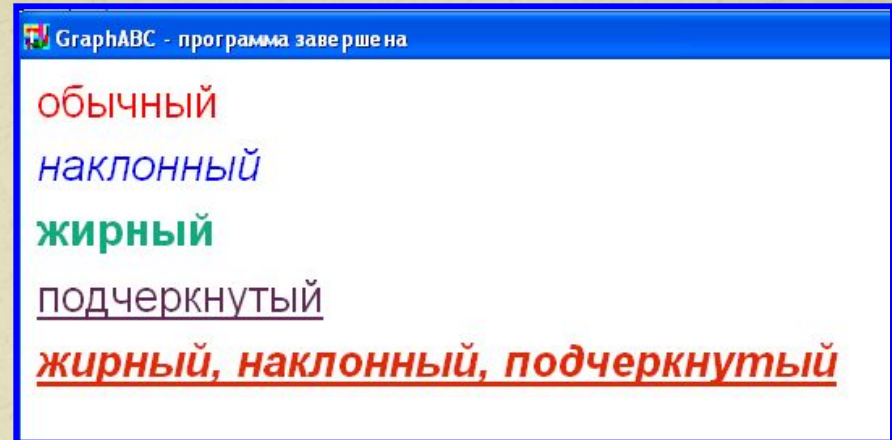 GraphABC - программа завершена
обычный
наклонный
жирный
подчеркнутый
жирный, наклонный, подчеркнутый